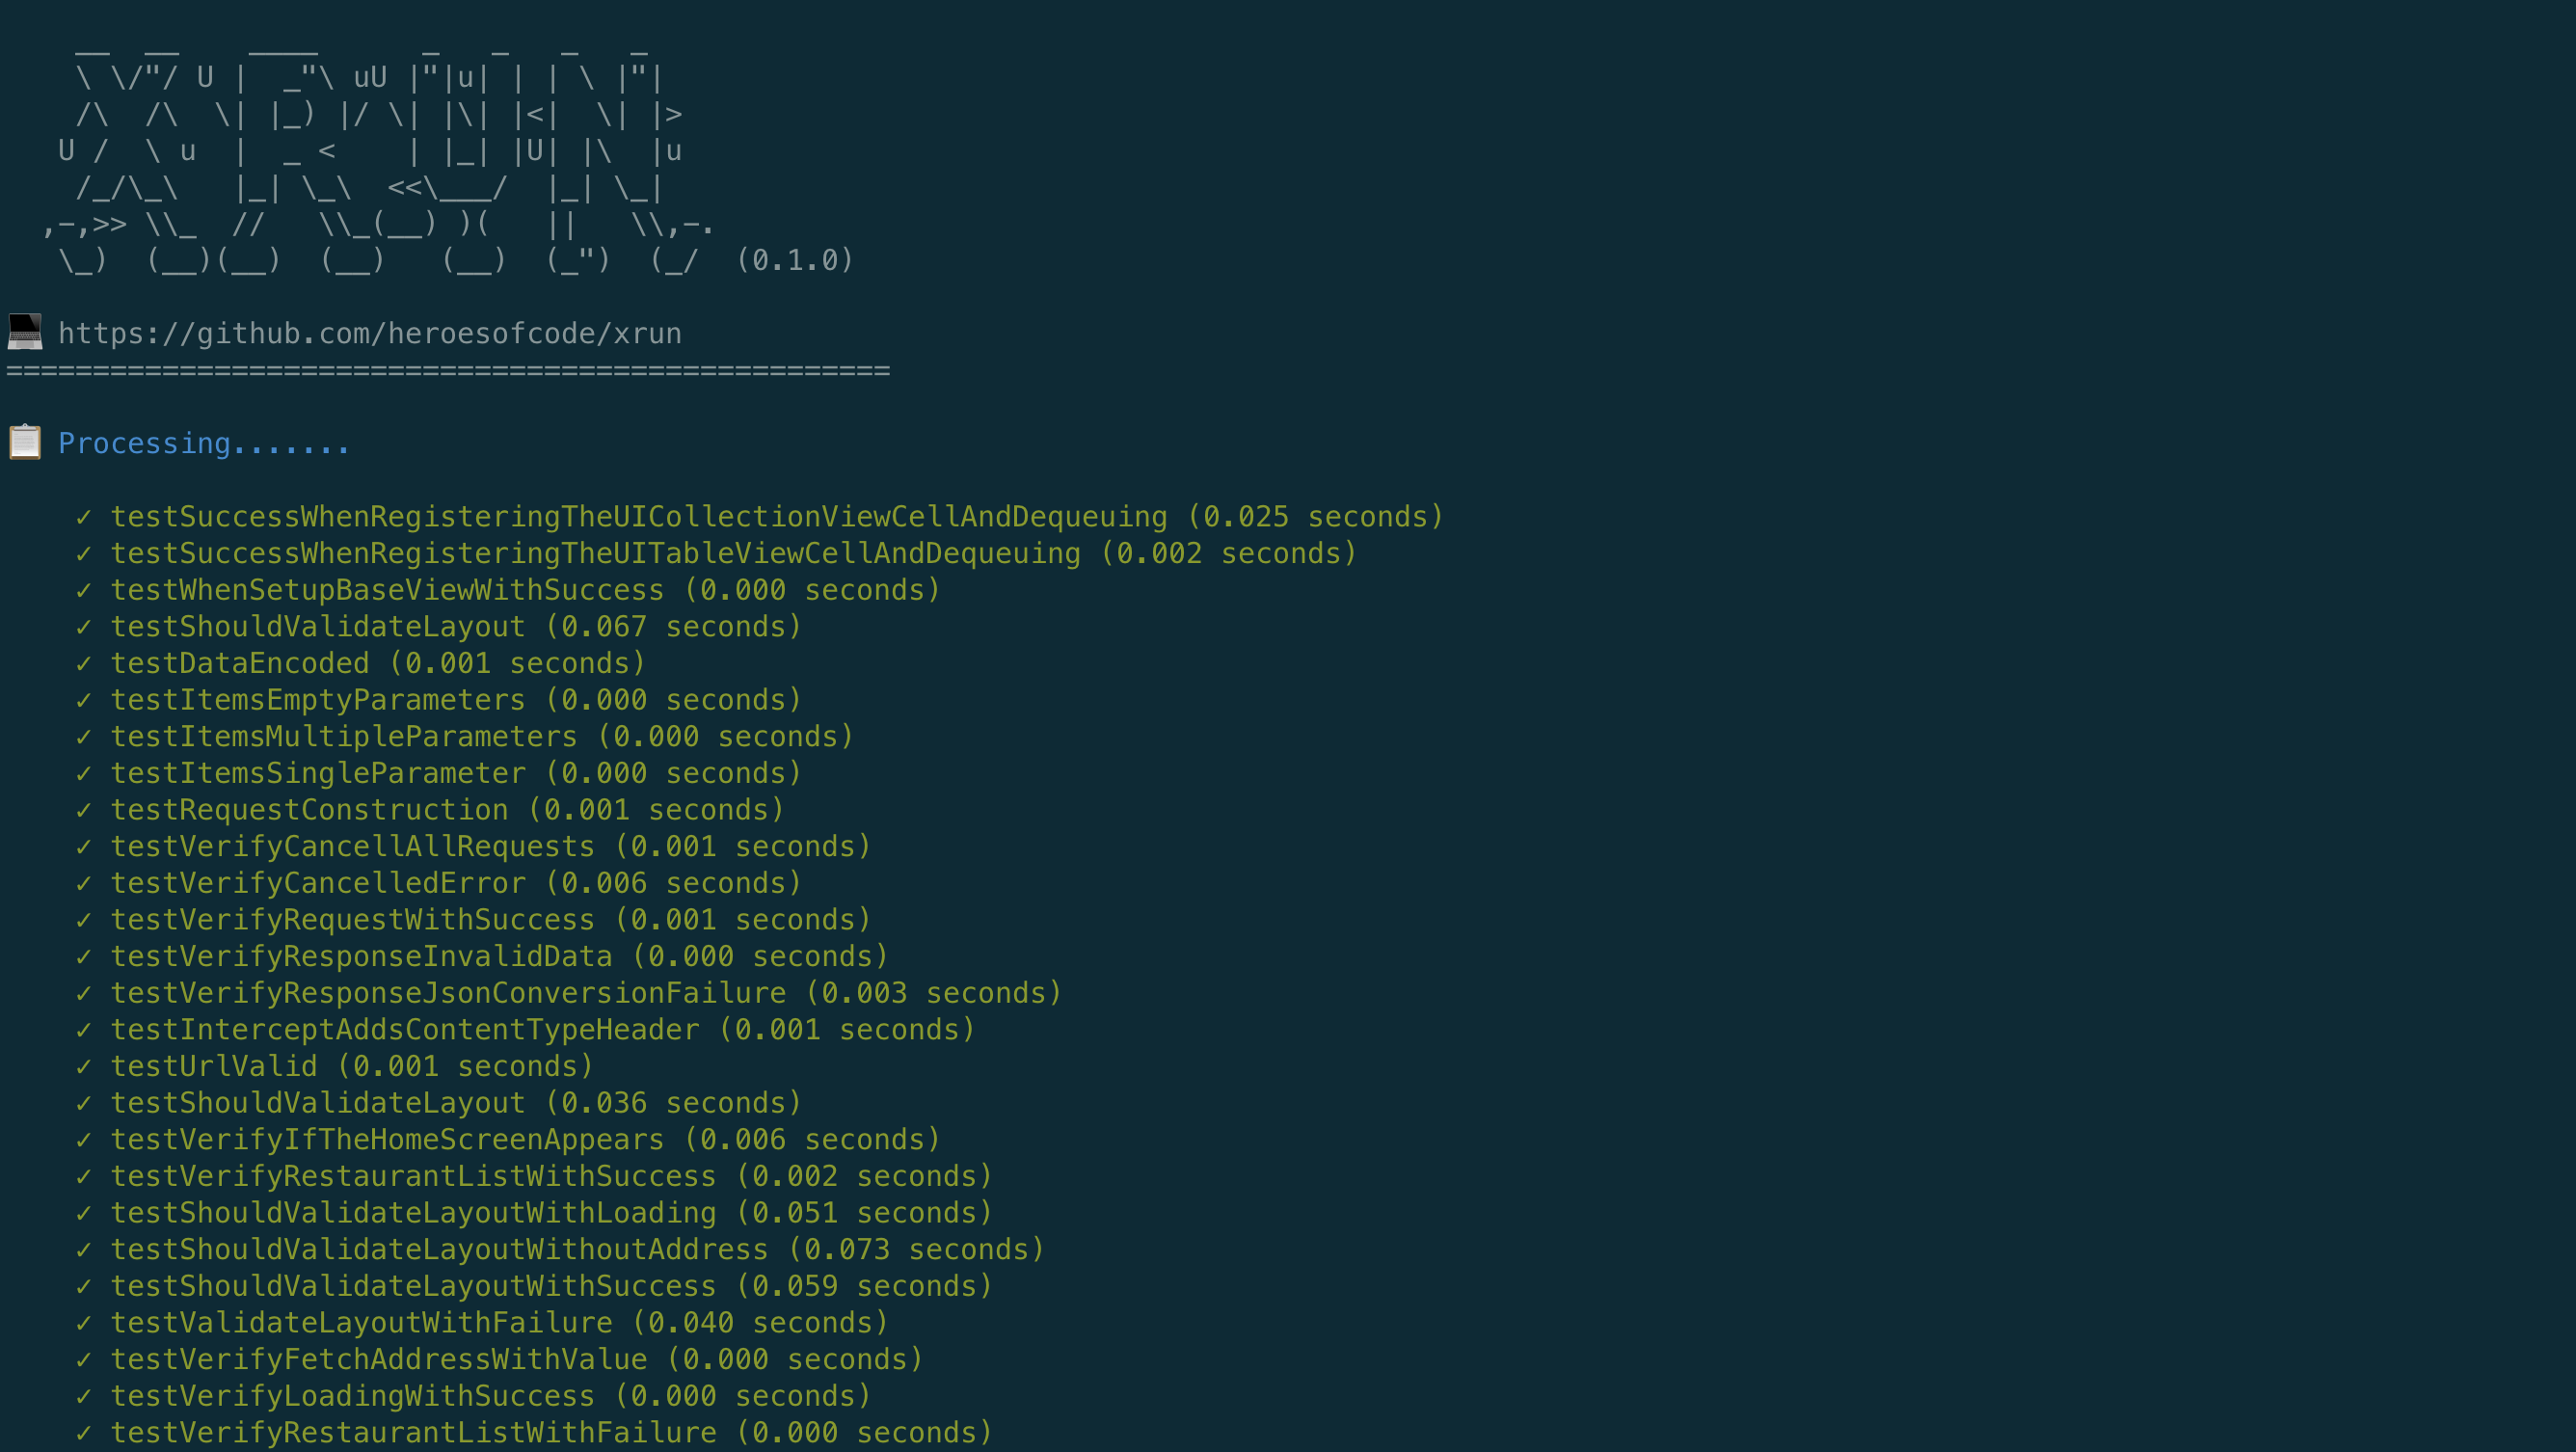 __  __    ____      _   _   _   _
    \ \/"/ U |  _"\ uU |"|u| | | \ |"|
    /\  /\  \| |_) |/ \| |\| |<|  \| |>
   U /  \ u  |  _ <    | |_| |U| |\  |u
    /_/\_\   |_| \_\  <<\___/  |_| \_|
  ,-,>> \\_  //   \\_(__) )(   ||   \\,-.
   \_)  (__)(__)  (__)   (__)  (_")  (_/  (0.1.0)
💻 https://github.com/heroesofcode/xrun
===================================================
📋 Processing.......
✓ testSuccessWhenRegisteringTheUICollectionViewCellAndDequeuing (0.025 seconds)
✓ testSuccessWhenRegisteringTheUITableViewCellAndDequeuing (0.002 seconds)
✓ testWhenSetupBaseViewWithSuccess (0.000 seconds)
✓ testShouldValidateLayout (0.067 seconds)
✓ testDataEncoded (0.001 seconds)
✓ testItemsEmptyParameters (0.000 seconds)
✓ testItemsMultipleParameters (0.000 seconds)
✓ testItemsSingleParameter (0.000 seconds)
✓ testRequestConstruction (0.001 seconds)
✓ testVerifyCancellAllRequests (0.001 seconds)
✓ testVerifyCancelledError (0.006 seconds)
✓ testVerifyRequestWithSuccess (0.001 seconds)
✓ testVerifyResponseInvalidData (0.000 seconds)
✓ testVerifyResponseJsonConversionFailure (0.003 seconds)
✓ testInterceptAddsContentTypeHeader (0.001 seconds)
✓ testUrlValid (0.001 seconds)
✓ testShouldValidateLayout (0.036 seconds)
✓ testVerifyIfTheHomeScreenAppears (0.006 seconds)
✓ testVerifyRestaurantListWithSuccess (0.002 seconds)
✓ testShouldValidateLayoutWithLoading (0.051 seconds)
✓ testShouldValidateLayoutWithoutAddress (0.073 seconds)
✓ testShouldValidateLayoutWithSuccess (0.059 seconds)
✓ testValidateLayoutWithFailure (0.040 seconds)
✓ testVerifyFetchAddressWithValue (0.000 seconds)
✓ testVerifyLoadingWithSuccess (0.000 seconds)
✓ testVerifyRestaurantListWithFailure (0.000 seconds)